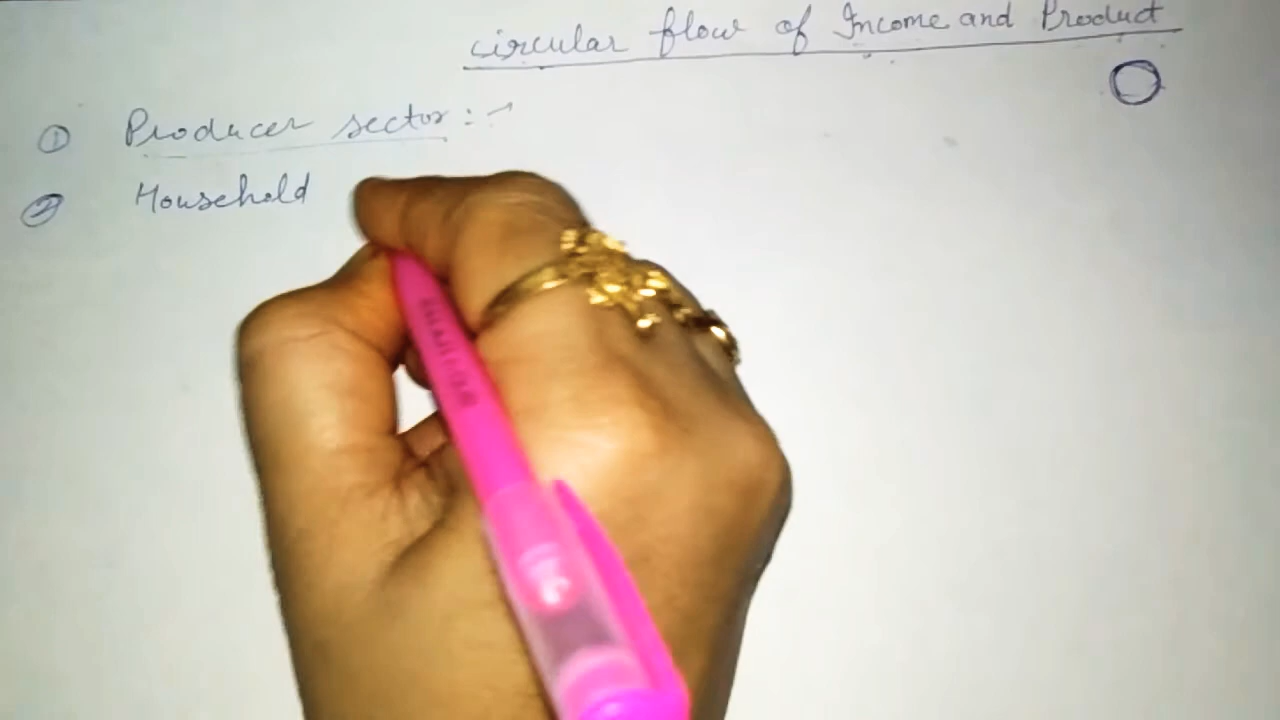 circular flow of Income and Product
① Producer sector :-
② Household